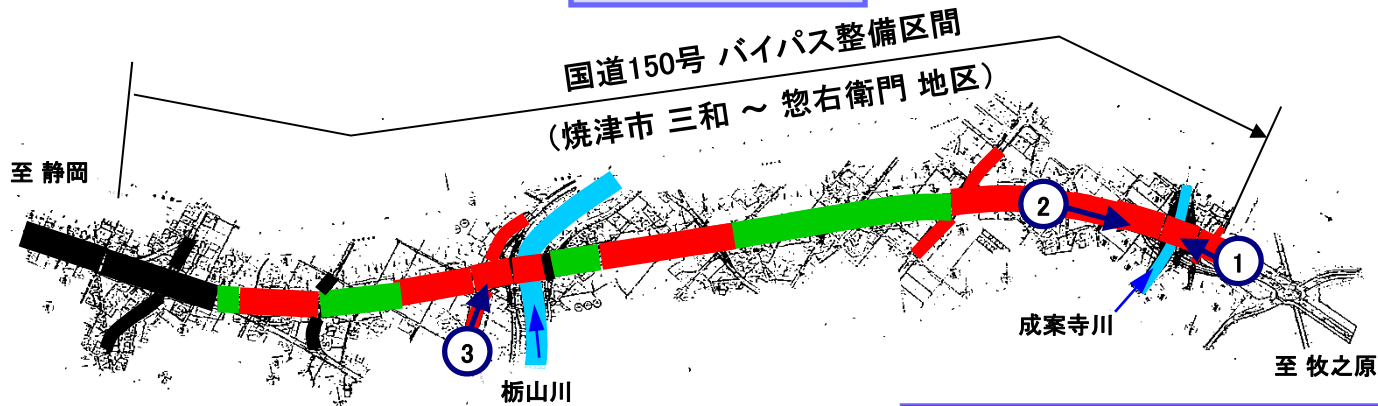 国道150号 バイパス整備区間
(焼津市 三和 ~ 惣右衛門 地区)
至 静岡
2
1
3
成案寺川
栃山川
至 牧之原